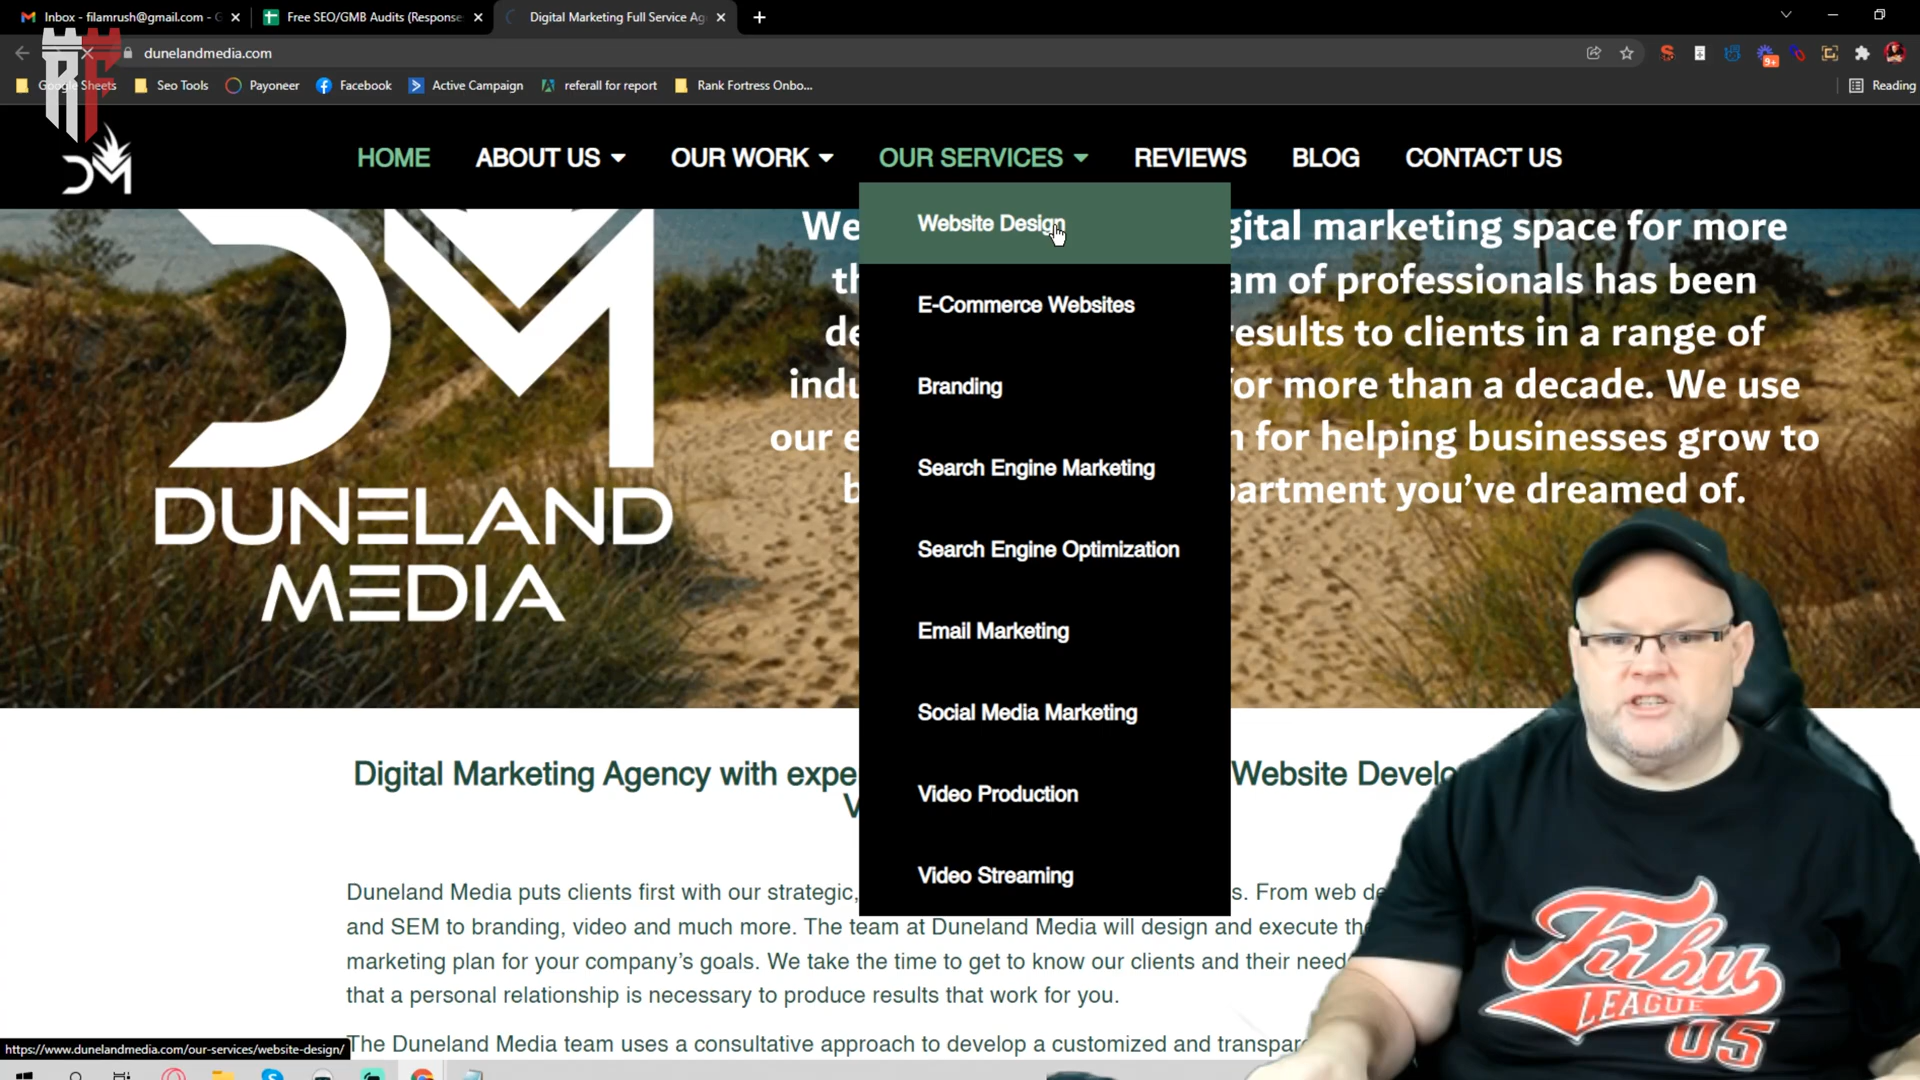 Inbox - filamrush@gmail.com - G
Free SEO/GMB Audits (Response
Digital Marketing Full Service Ag
dunelandmedia.com
9+
Google Sheets
Seo Tools
Payoneer
Facebook
Active Campaign
referall for report
Rank Fortress Onbo...
Reading
RF
DM
HOME
ABOUT US
OUR WORK
OUR SERVICES
REVIEWS
BLOG
CONTACT US
Website Design
E-Commerce Websites
Branding
Search Engine Marketing
Search Engine Optimization
Email Marketing
Social Media Marketing
Video Production
Video Streaming
DM
DUNELAND
MEDIA
We gital marketing space for more
th am of professionals has been
de esults to clients in a range of
indu or more than a decade. We use
our e n for helping businesses grow to
b partment you've dreamed of.
Digital Marketing Agency with expe Website Develo
V
Duneland Media puts clients first with our strategic, s. From web de
and SEM to branding, video and much more. The team at Duneland Media will design and execute the
marketing plan for your company's goals. We take the time to get to know our clients and their need
that a personal relationship is necessary to produce results that work for you.
The Duneland Media team uses a consultative approach to develop a customized and transpar
https://www.dunelandmedia.com/our-services/website-design/
Fubu
LEAGUE
05